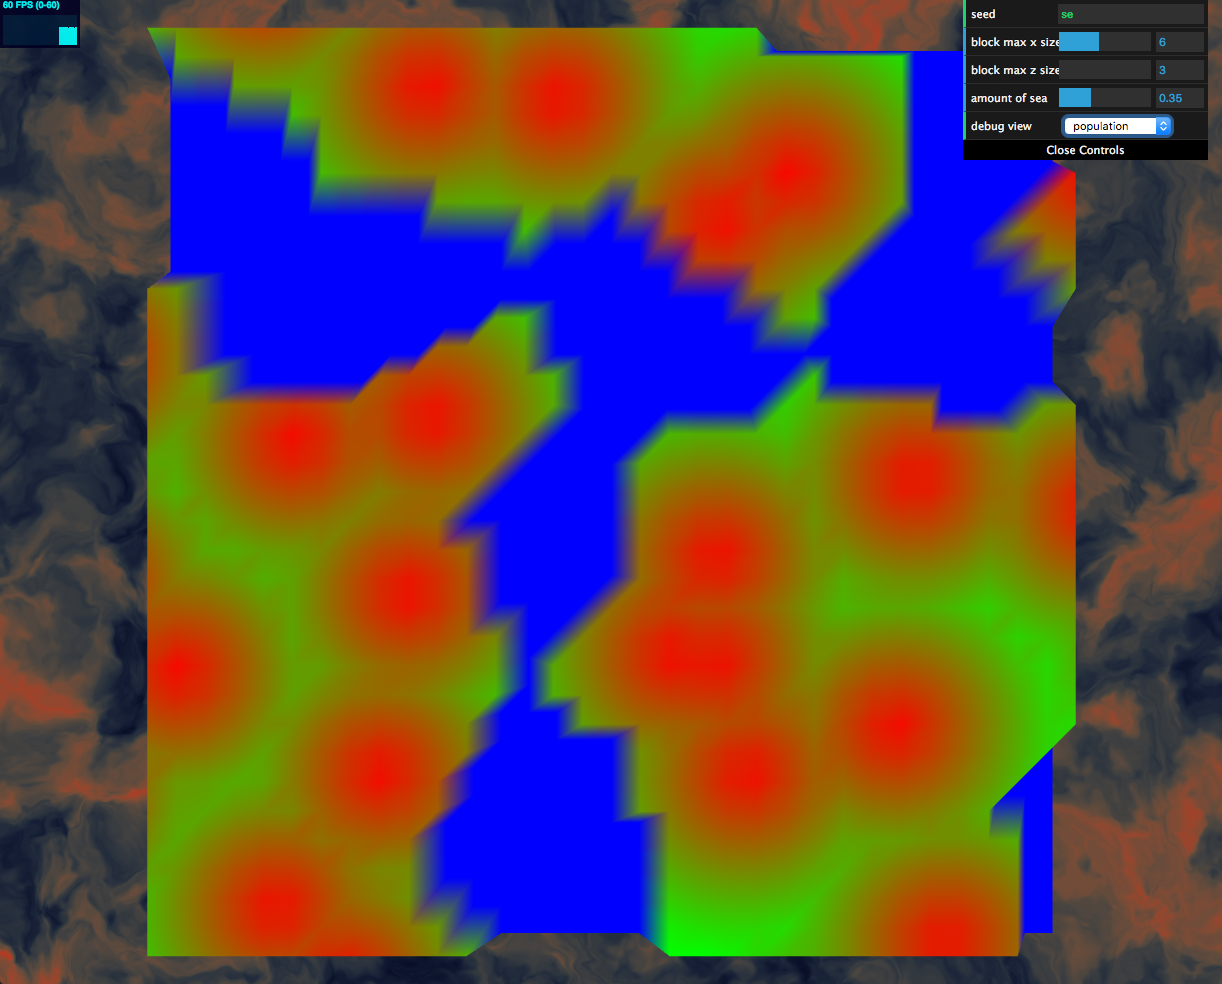 60 FPS (0-60)
seed se
block max x size 6
block max z size 3
amount of sea 0.35
debug view population
Close Controls